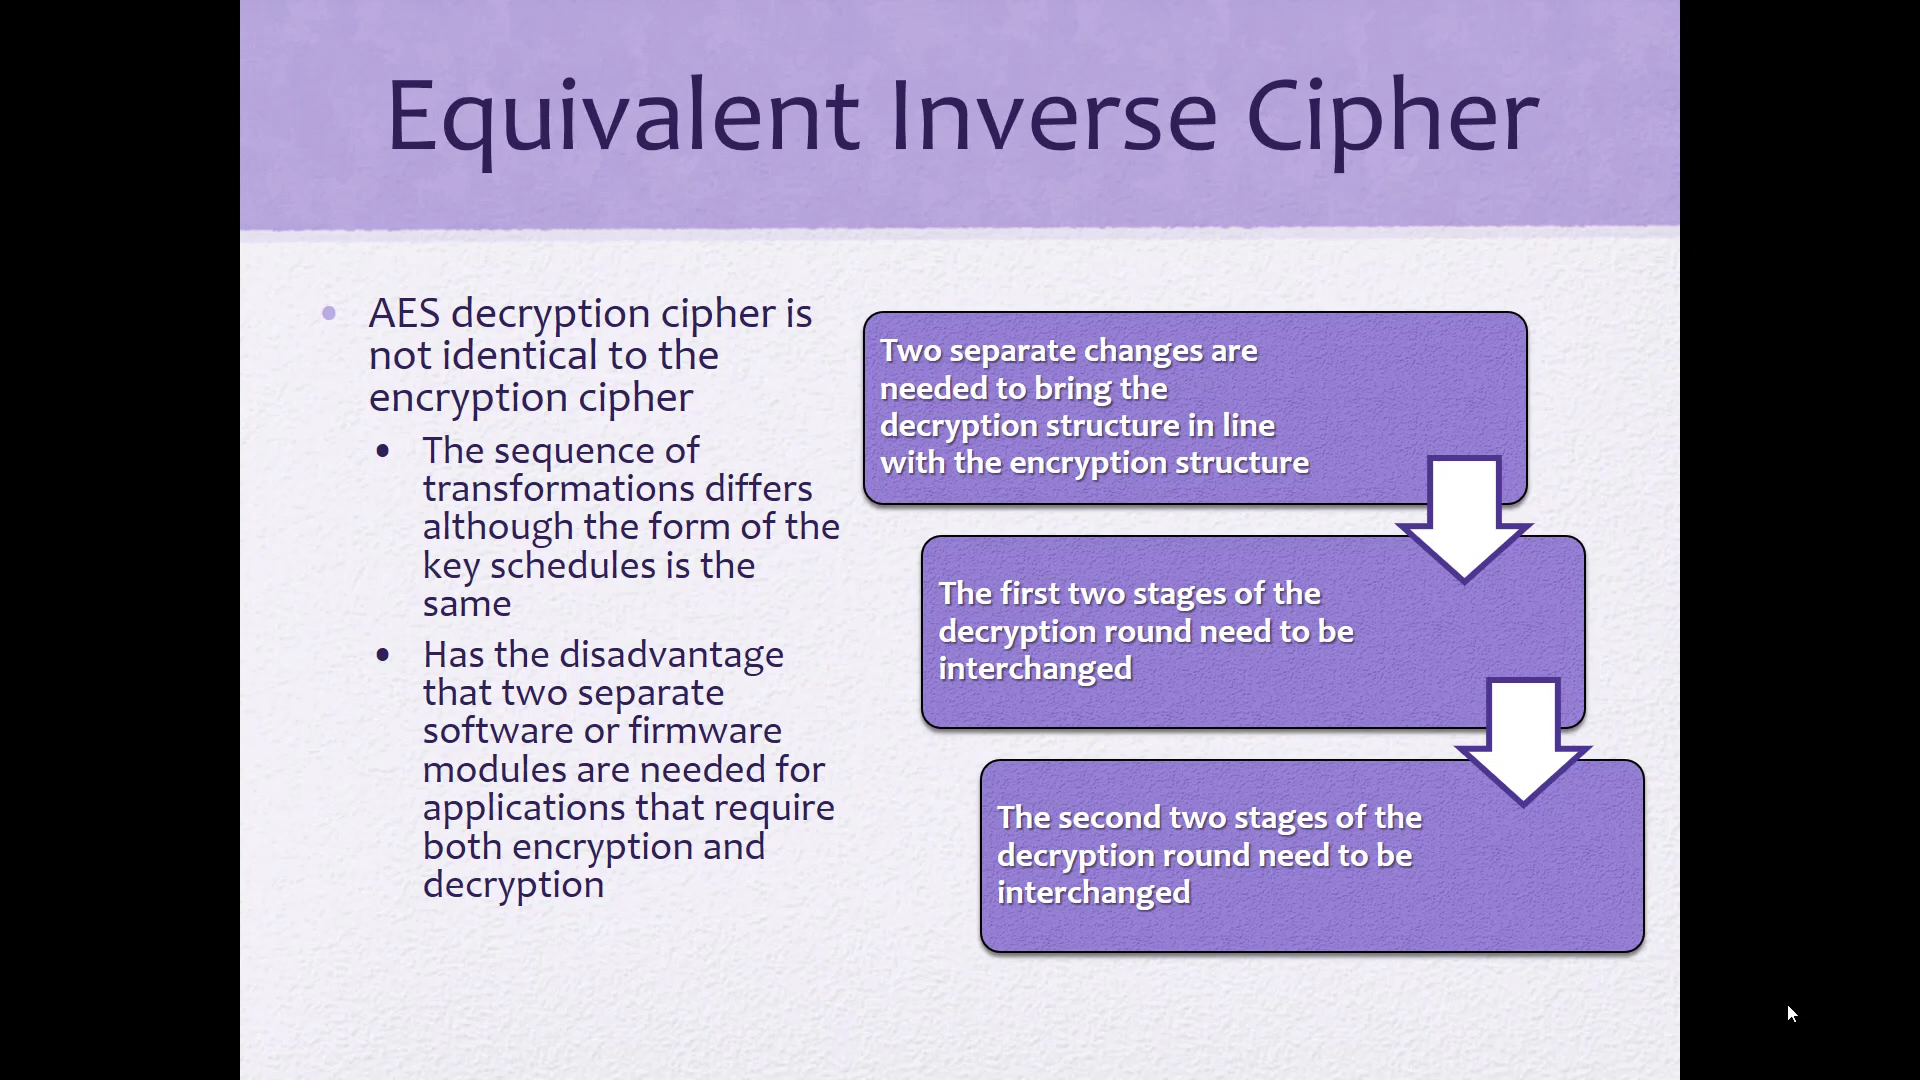 Equivalent Inverse Cipher
AES decryption cipher is
not identical to the
encryption cipher
The sequence of
transformations differs
although the form of the
key schedules is the
same
Has the disadvantage
that two separate
software or firmware
modules are needed for
applications that require
both encryption and
decryption
Two separate changes are
needed to bring the
decryption structure in line
with the encryption structure
The first two stages of the
decryption round need to be
interchanged
The second two stages of the
decryption round need to be
interchanged